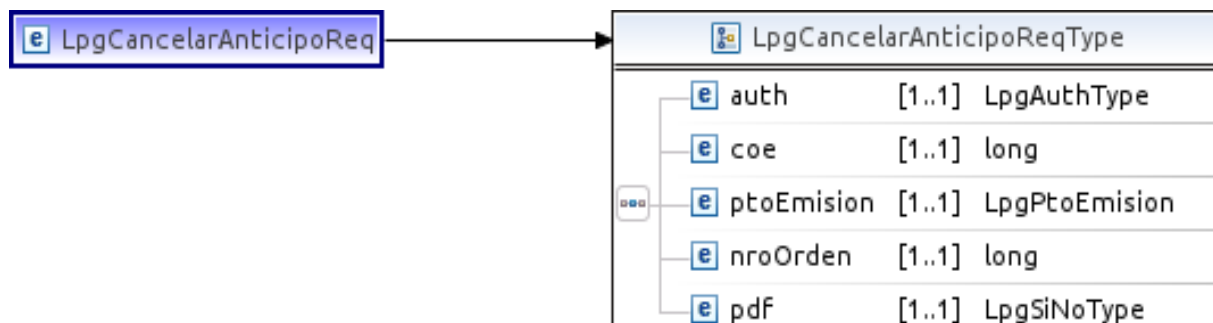 LpgCancelarAnticipoReq
LpgCancelarAnticipoReqType
auth [1..1] LpgAuthType
coe [1..1] long
ptoEmision [1..1] LpgPtoEmision
nroOrden [1..1] long
pdf [1..1] LpgSiNoType